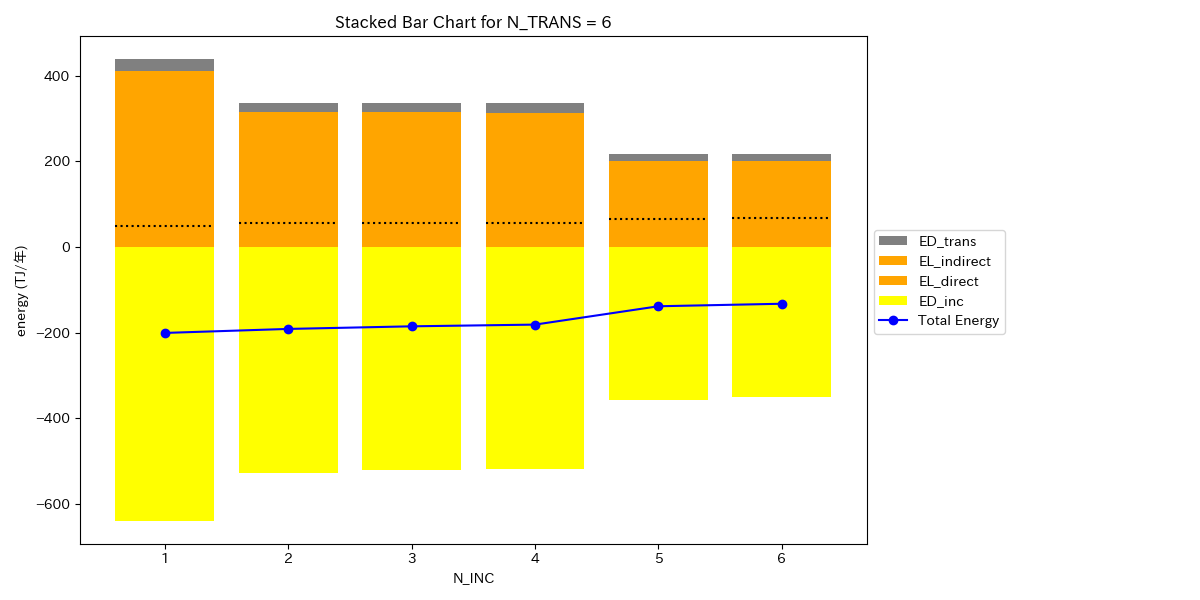 Stacked Bar Chart for N_TRANS = 6
energy (TJ/年)
400
200
0
−200
−400
−600
1
2
3
4
5
6
N_INC
ED_trans
EL_indirect
EL_direct
ED_inc
Total Energy